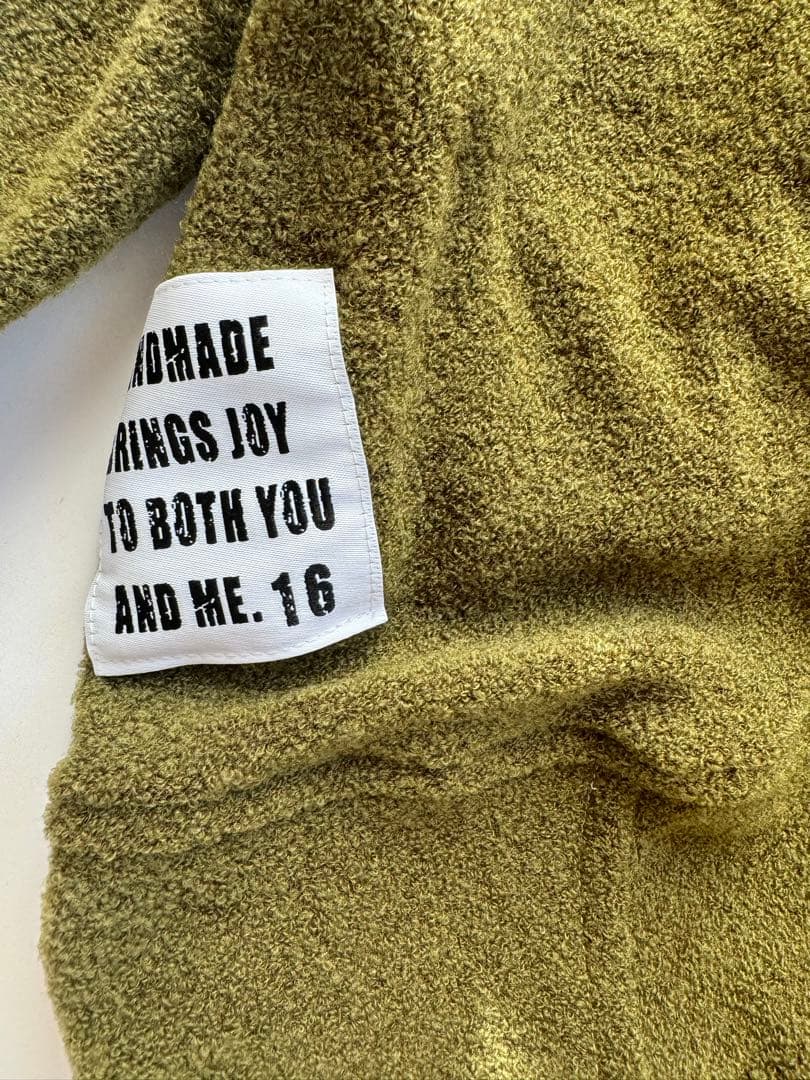 NDMADE
RINGS JOY
TO BOTH YOU
AND ME. 16